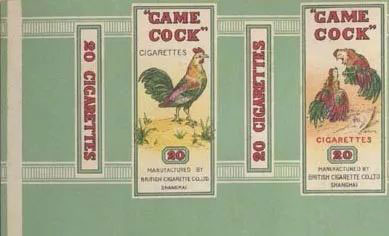 20 CIGARETTES
"GAME
COCK"
CIGARETTES
20
MANUFACTURED BY
BRITISH CIGARETTE CO., LTD
SHANGHAI
20 CIGARETTES
"GAME
COCK"
CIGARETTES
20
MANUFACTURED BY
BRITISH CIGARETTE CO., LTD
SHANGHAI